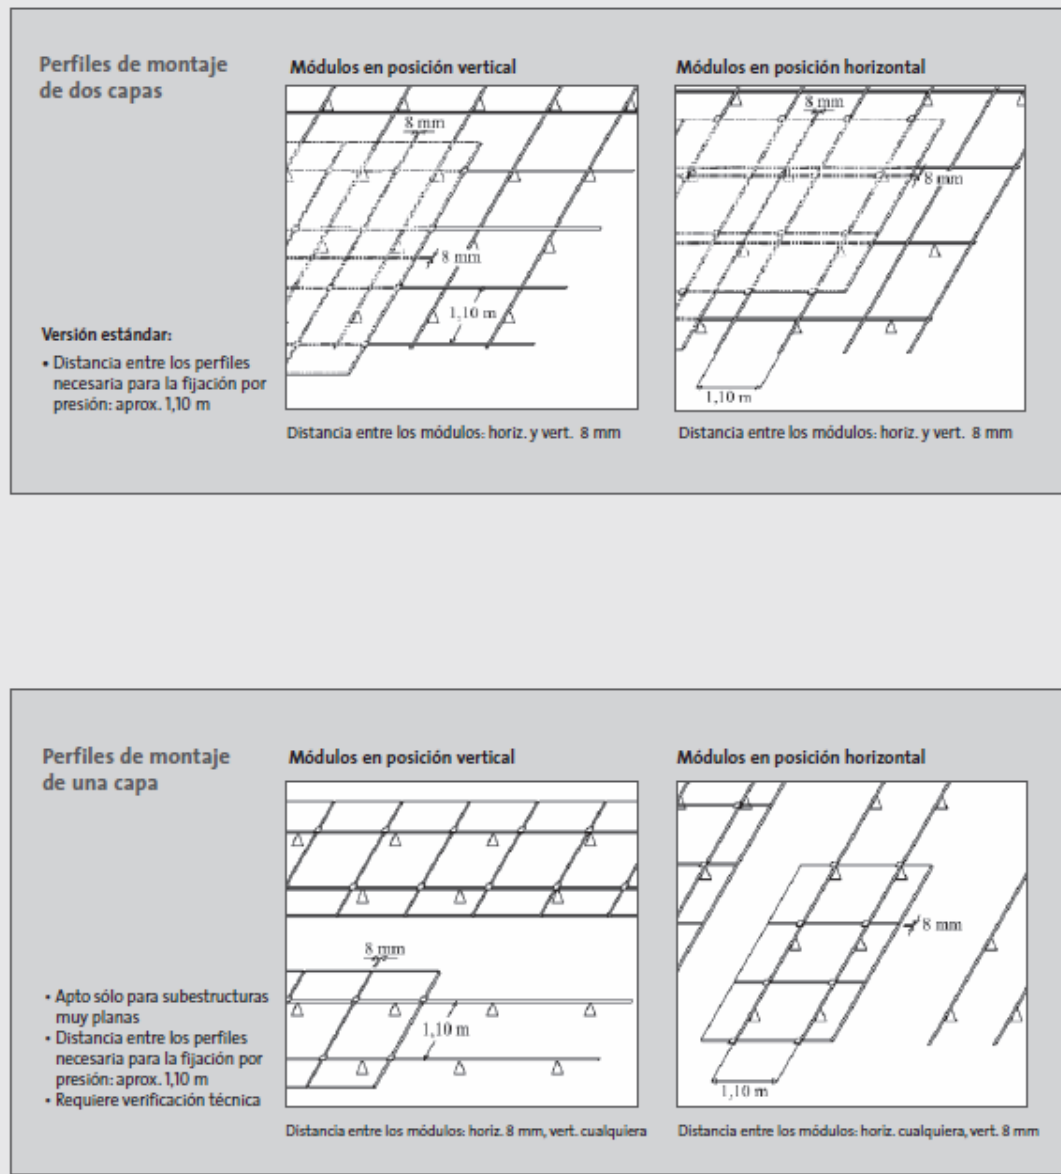 Perfiles de montaje
de dos capas
Módulos en posición vertical
Módulos en posición horizontal
8 mm
8 mm
1,10 m
8 mm
8 mm
1,10 m
Versión estándar:
• Distancia entre los perfiles
necesaria para la fijación por
presión: aprox. 1,10 m
Distancia entre los módulos: horiz. y vert. 8 mm
Distancia entre los módulos: horiz. y vert. 8 mm
Perfiles de montaje
de una capa
Módulos en posición vertical
Módulos en posición horizontal
8 mm
1,10 m
8 mm
1,10 m
• Apto sólo para subestructuras
muy planas
• Distancia entre los perfiles
necesaria para la fijación por
presión: aprox. 1,10 m
• Requiere verificación técnica
Distancia entre los módulos: horiz. 8 mm, vert. cualquiera
Distancia entre los módulos: horiz. cualquiera, vert. 8 mm